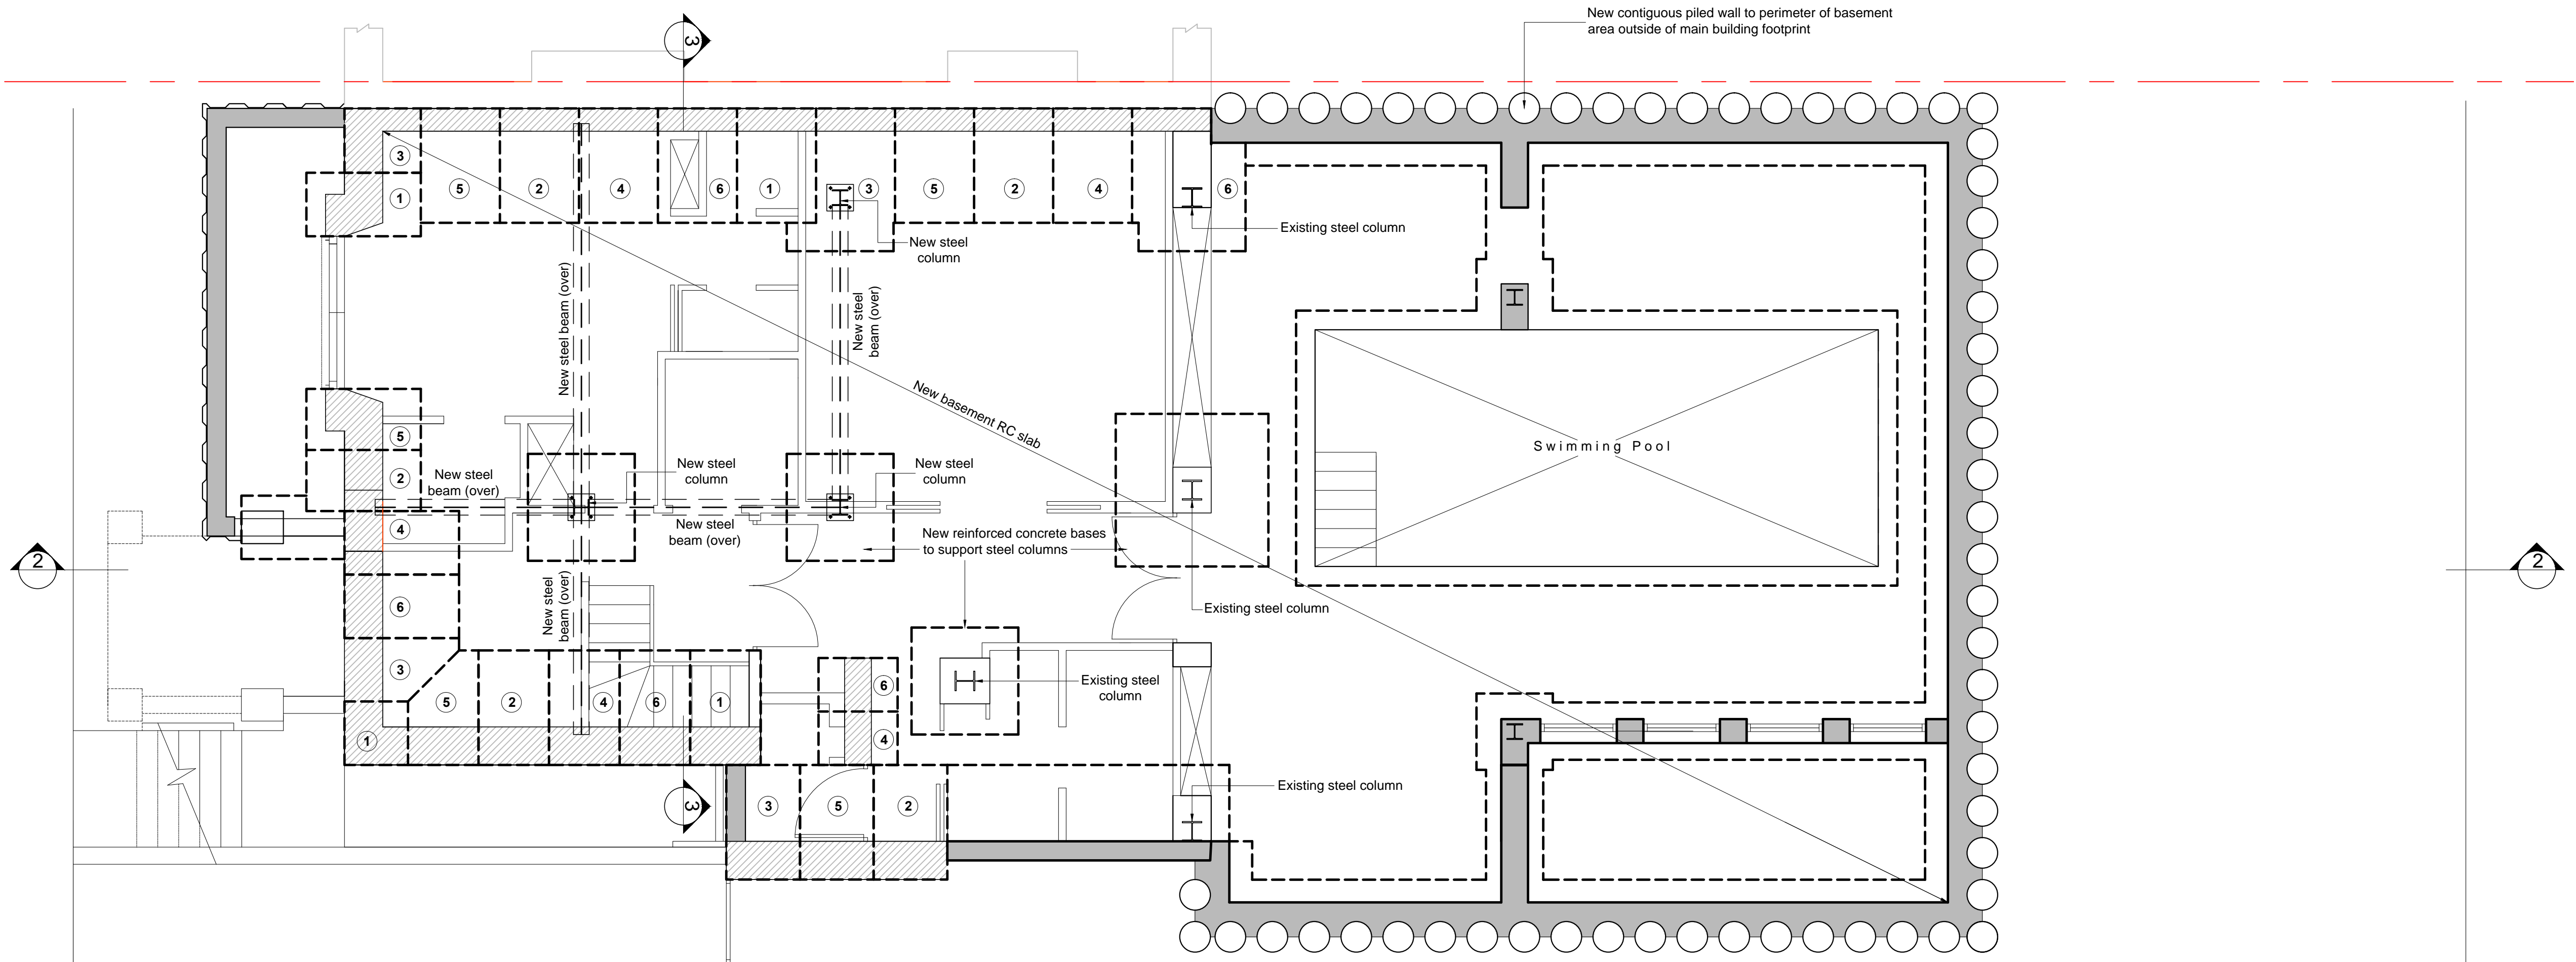 New contiguous piled wall to perimeter of basement
area outside of main building footprint
3
3
1
5
2
4
6
1
3
5
2
4
6
New steel
column
Existing steel column
New steel beam (over)
New steel
beam (over)
New basement RC slab
Swimming Pool
5
2
4
6
3
1
New steel
beam (over)
New steel
column
New steel
column
New steel
beam (over)
New reinforced concrete bases
to support steel columns
2
2
New steel
beam (over)
Existing steel column
5
2
4
6
1
6
4
Existing steel
column
3
3
5
2
Existing steel column